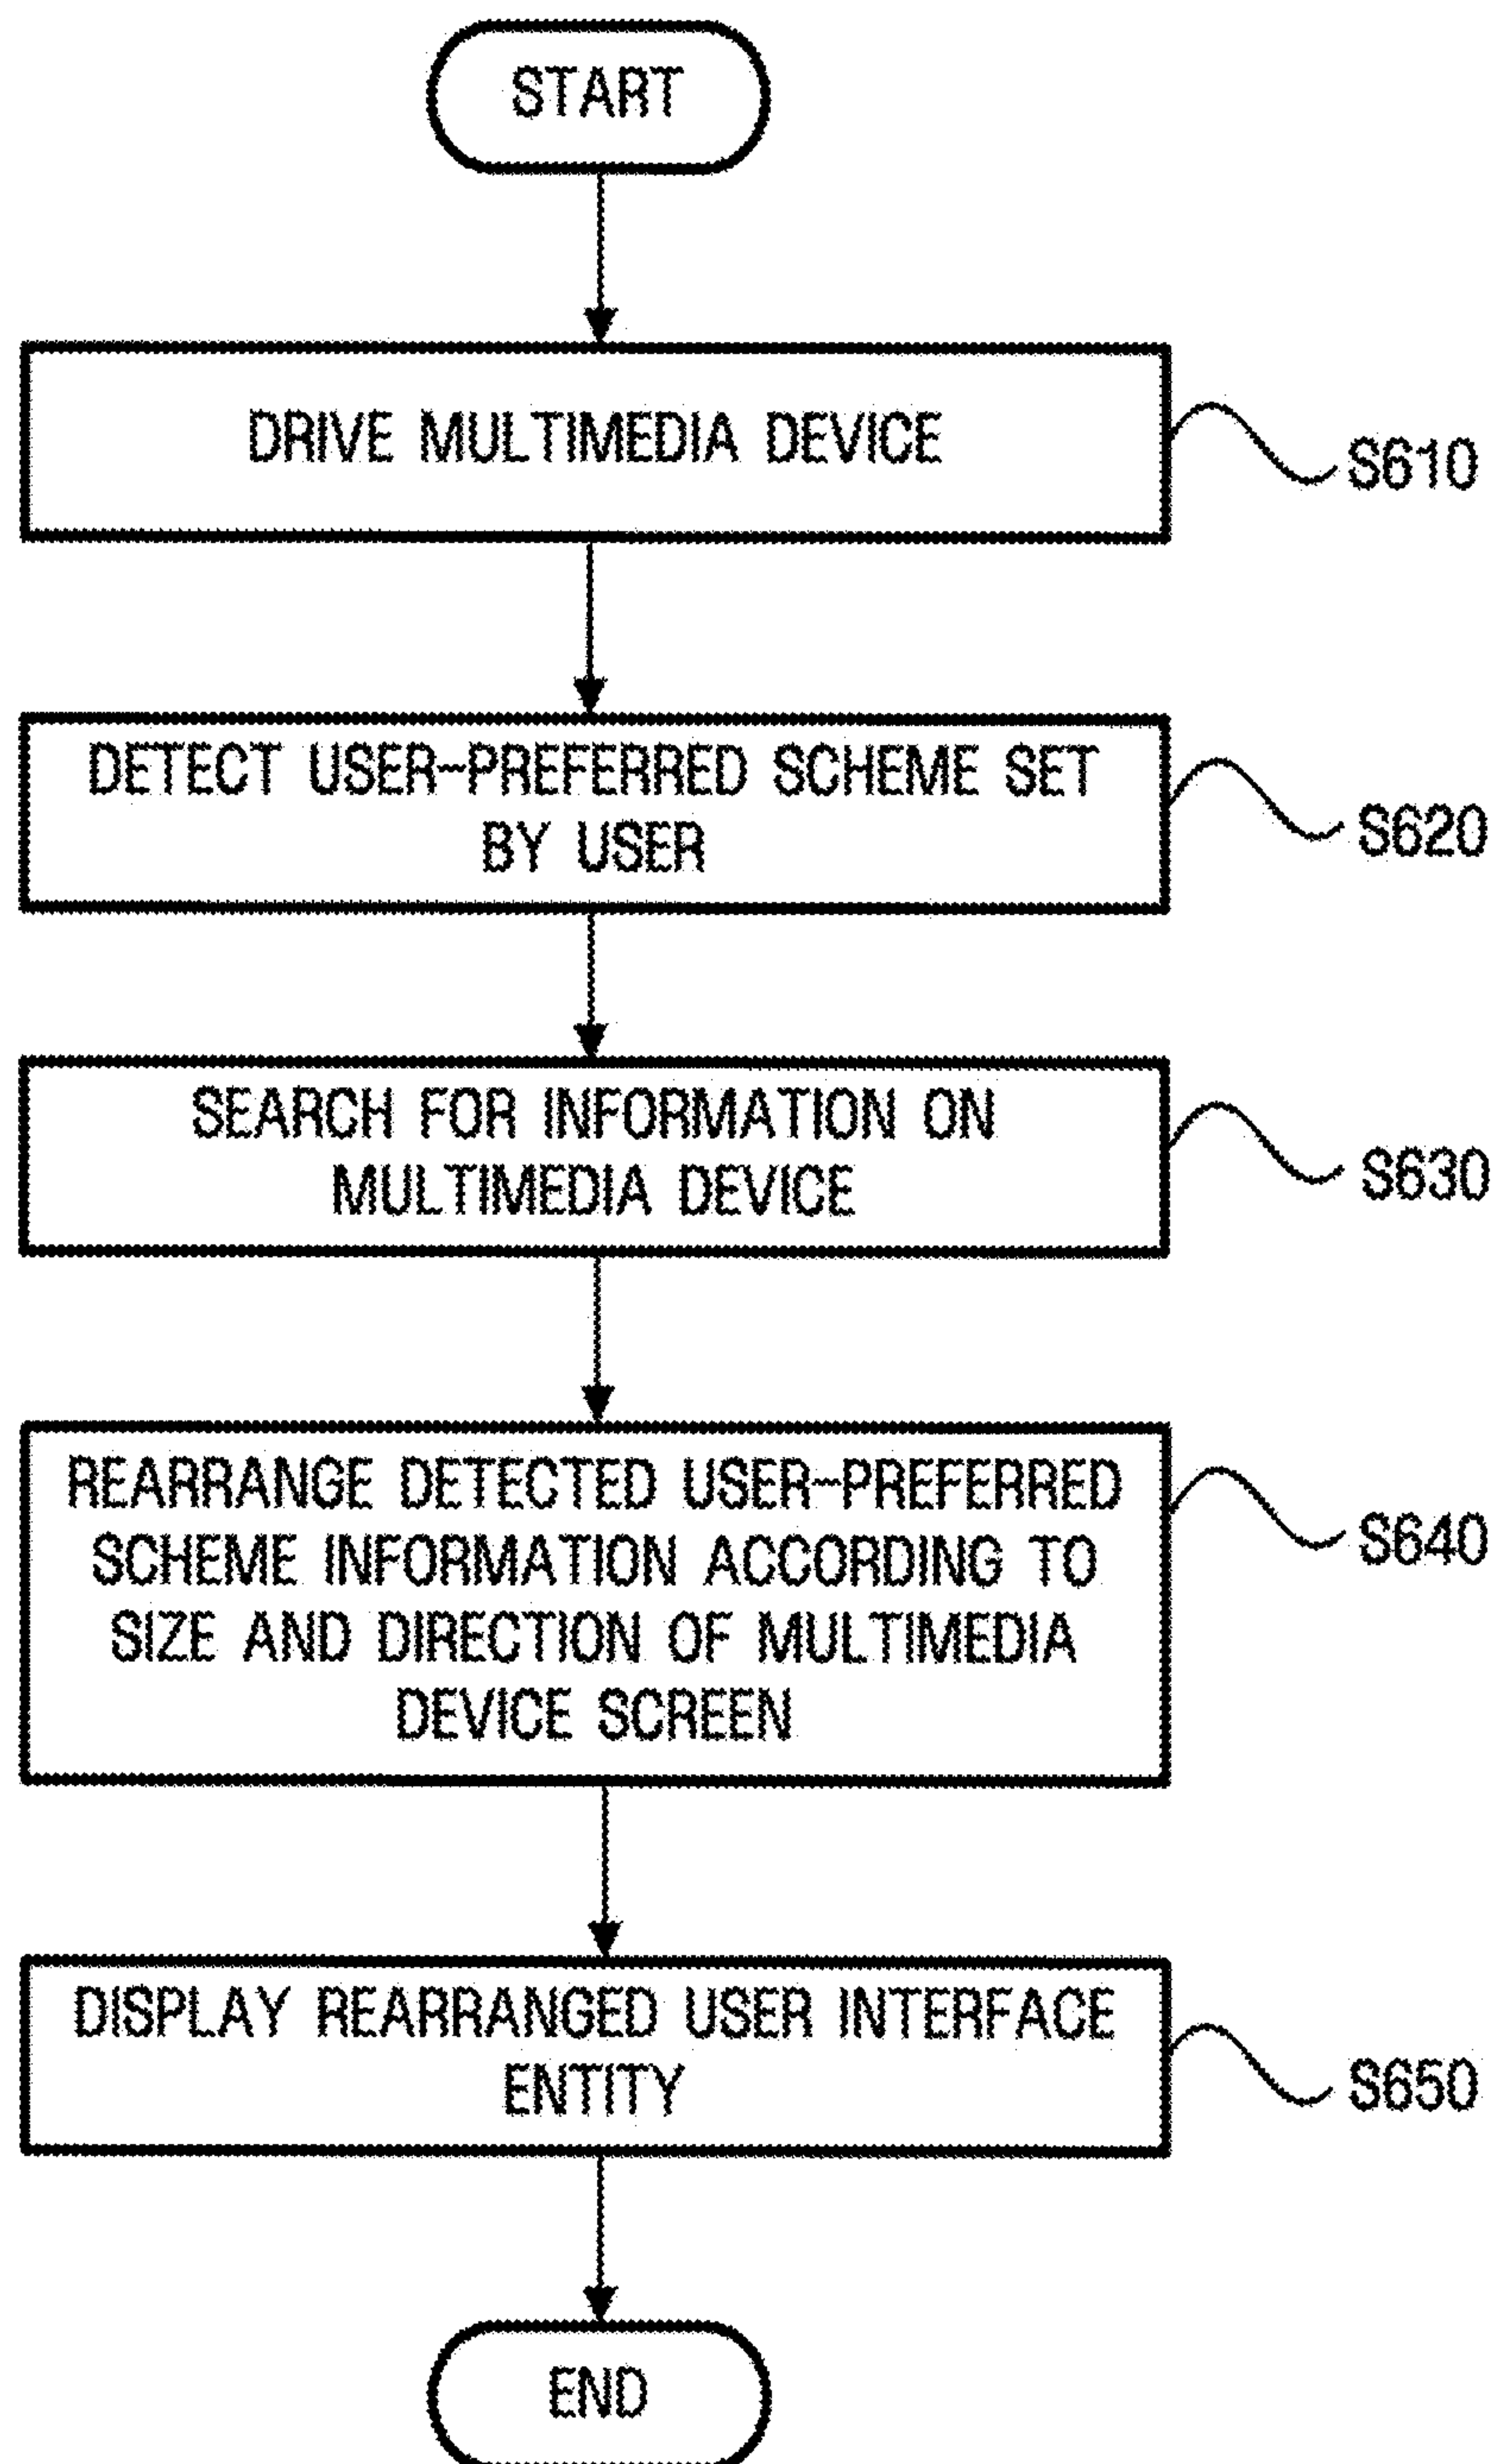 START
DRIVE MULTIMEDIA DEVICE
S610
DETECT USER-PREFERRED SCHEME SET
BY USER
S620
SEARCH FOR INFORMATION ON
MULTIMEDIA DEVICE
S630
REARRANGE DETECTED USER-PREFERRED
SCHEME INFORMATION ACCORDING TO
SIZE AND DIRECTION OF MULTIMEDIA
DEVICE SCREEN
S640
DISPLAY REARRANGED USER INTERFACE
ENTITY
S650
END